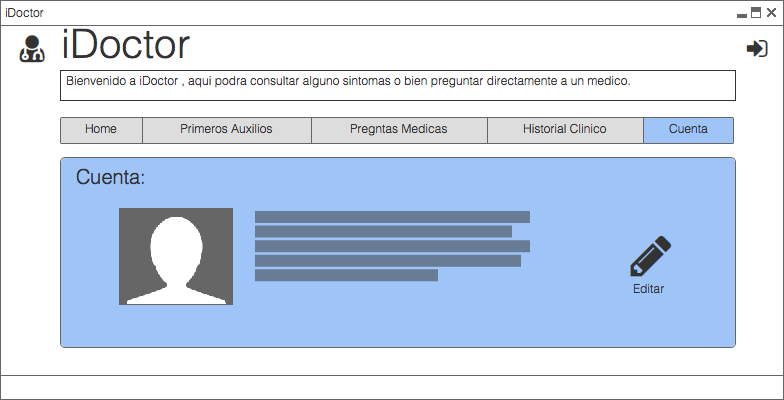 iDoctor
iDoctor
Bienvenido a iDoctor , aqui podra consultar alguno sintomas o bien preguntar directamente a un medico.
Home
Primeros Auxilios
Pregntas Medicas
Historial Clinico
Cuenta
Cuenta:
Editar